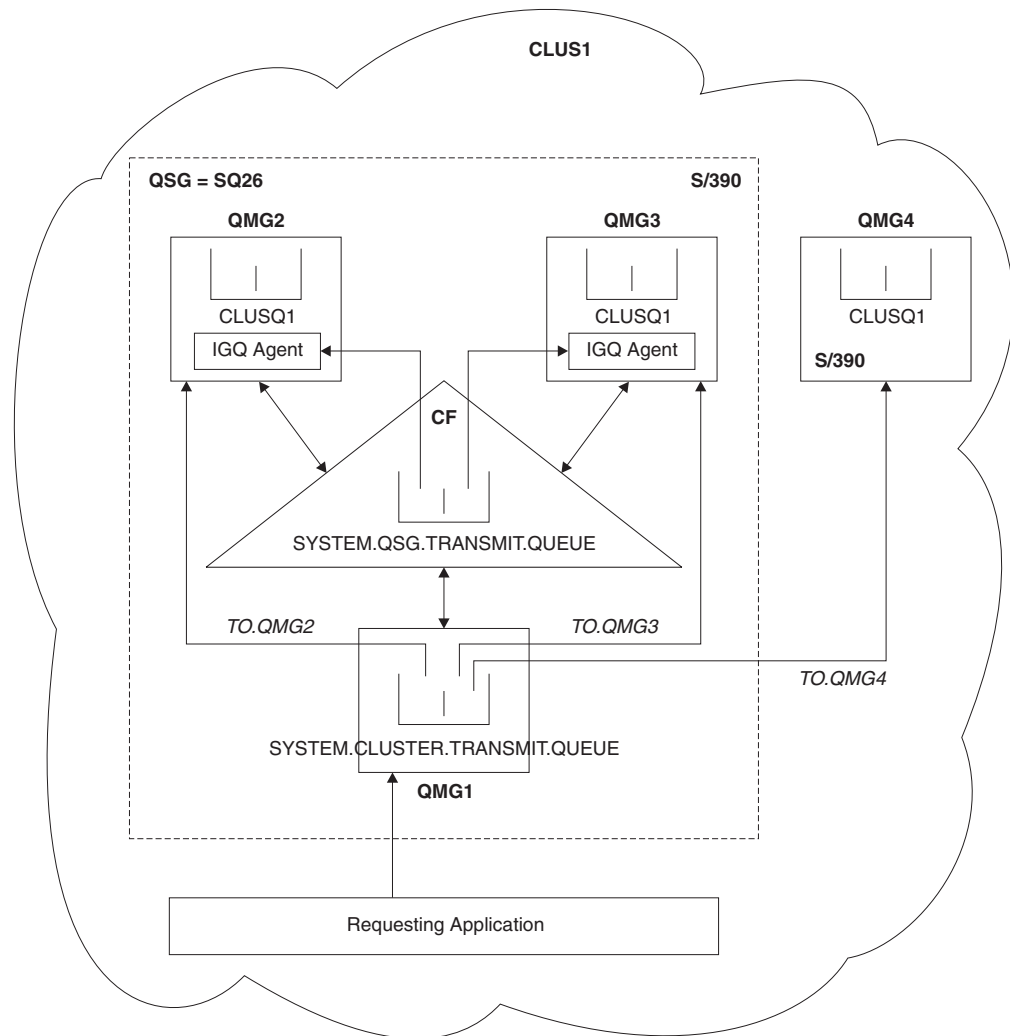 CLUS1
QSG = SQ26
S/390
QMG2
QMG3
QMG4
CLUSQ1
CLUSQ1
CLUSQ1
IGQ Agent
IGQ Agent
S/390
CF
SYSTEM.QSG.TRANSMIT.QUEUE
TO.QMG2
TO.QMG3
TO.QMG4
SYSTEM.CLUSTER.TRANSMIT.QUEUE
QMG1
Requesting Application